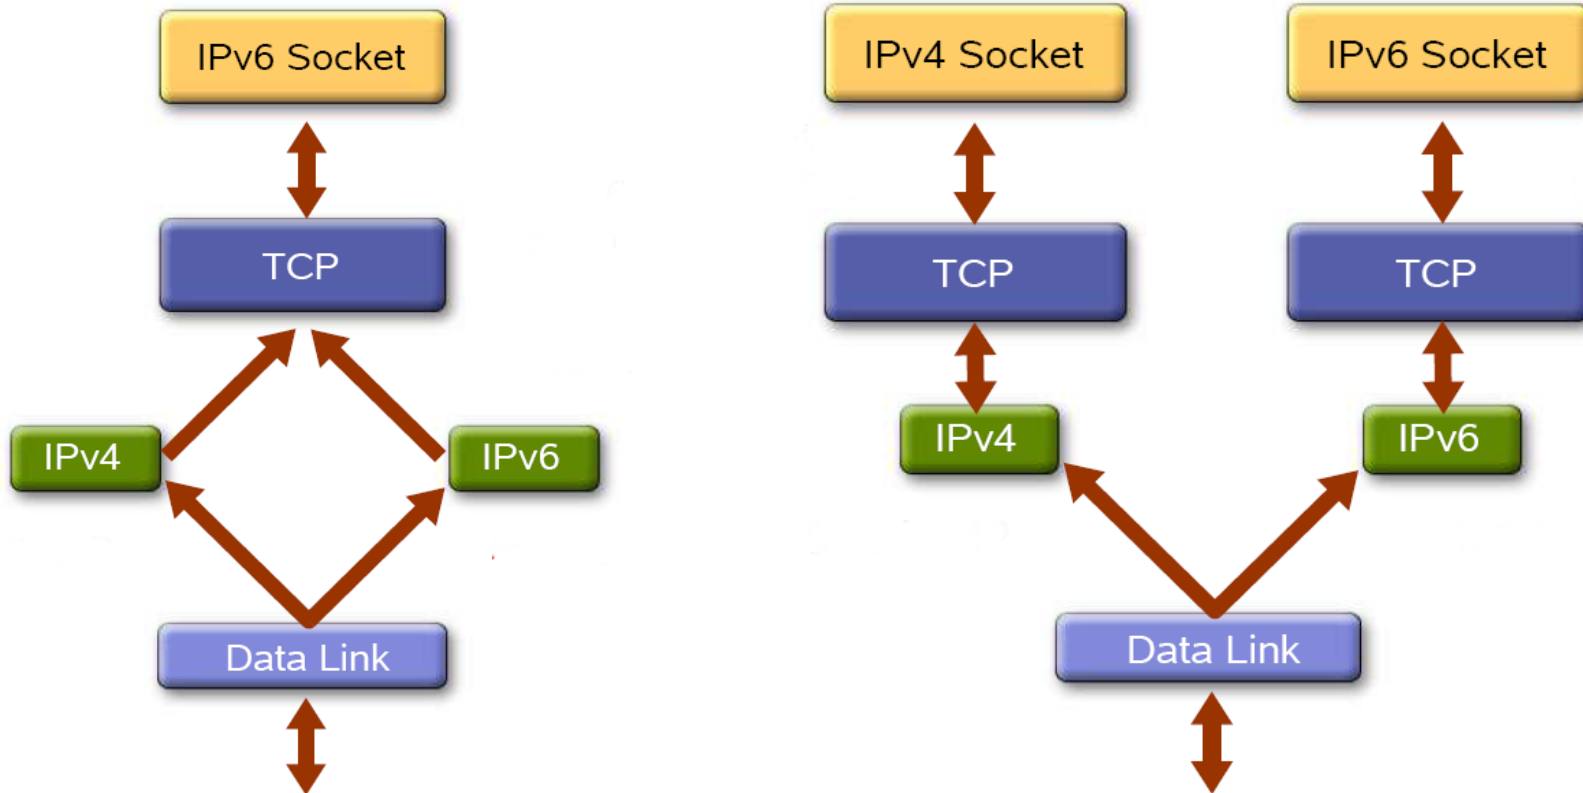 IPv6 Socket
TCP
IPv4
IPv6
Data Link
IPv4 Socket
IPv6 Socket
TCP
TCP
IPv4
IPv6
Data Link